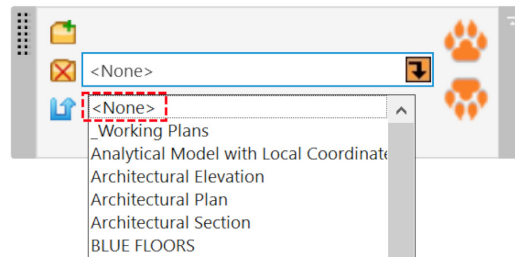 <None>
<None>
_Working Plans
Analytical Model with Local Coordinate
Architectural Elevation
Architectural Plan
Architectural Section
BLUE FLOORS